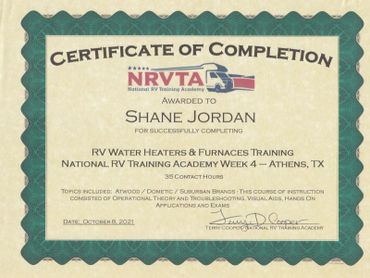 CERTIFICATE OF COMPLETION
NRVTA
National RV Training Academy
AWARDED TO
SHANE JORDAN
FOR SUCCESSFULLY COMPLETING
RV WATER HEATERS & FURNACES TRAINING
NATIONAL RV TRAINING ACADEMY WEEK 4 – ATHENS, TX
35 CONTACT HOURS
TOPICS INCLUDED: ATWOOD / DOMETIC / SUBURBAN BRANDS - THIS COURSE OF INSTRUCTION
CONSISTED OF OPERATIONAL THEORY AND TROUBLESHOOTING, VISUAL AIDS, HANDS ON
APPLICATIONS AND EXAMS
DATE: OCTOBER 8, 2021
Terry D Cooper
TERRY COOPER, NATIONAL RV TRAINING ACADEMY